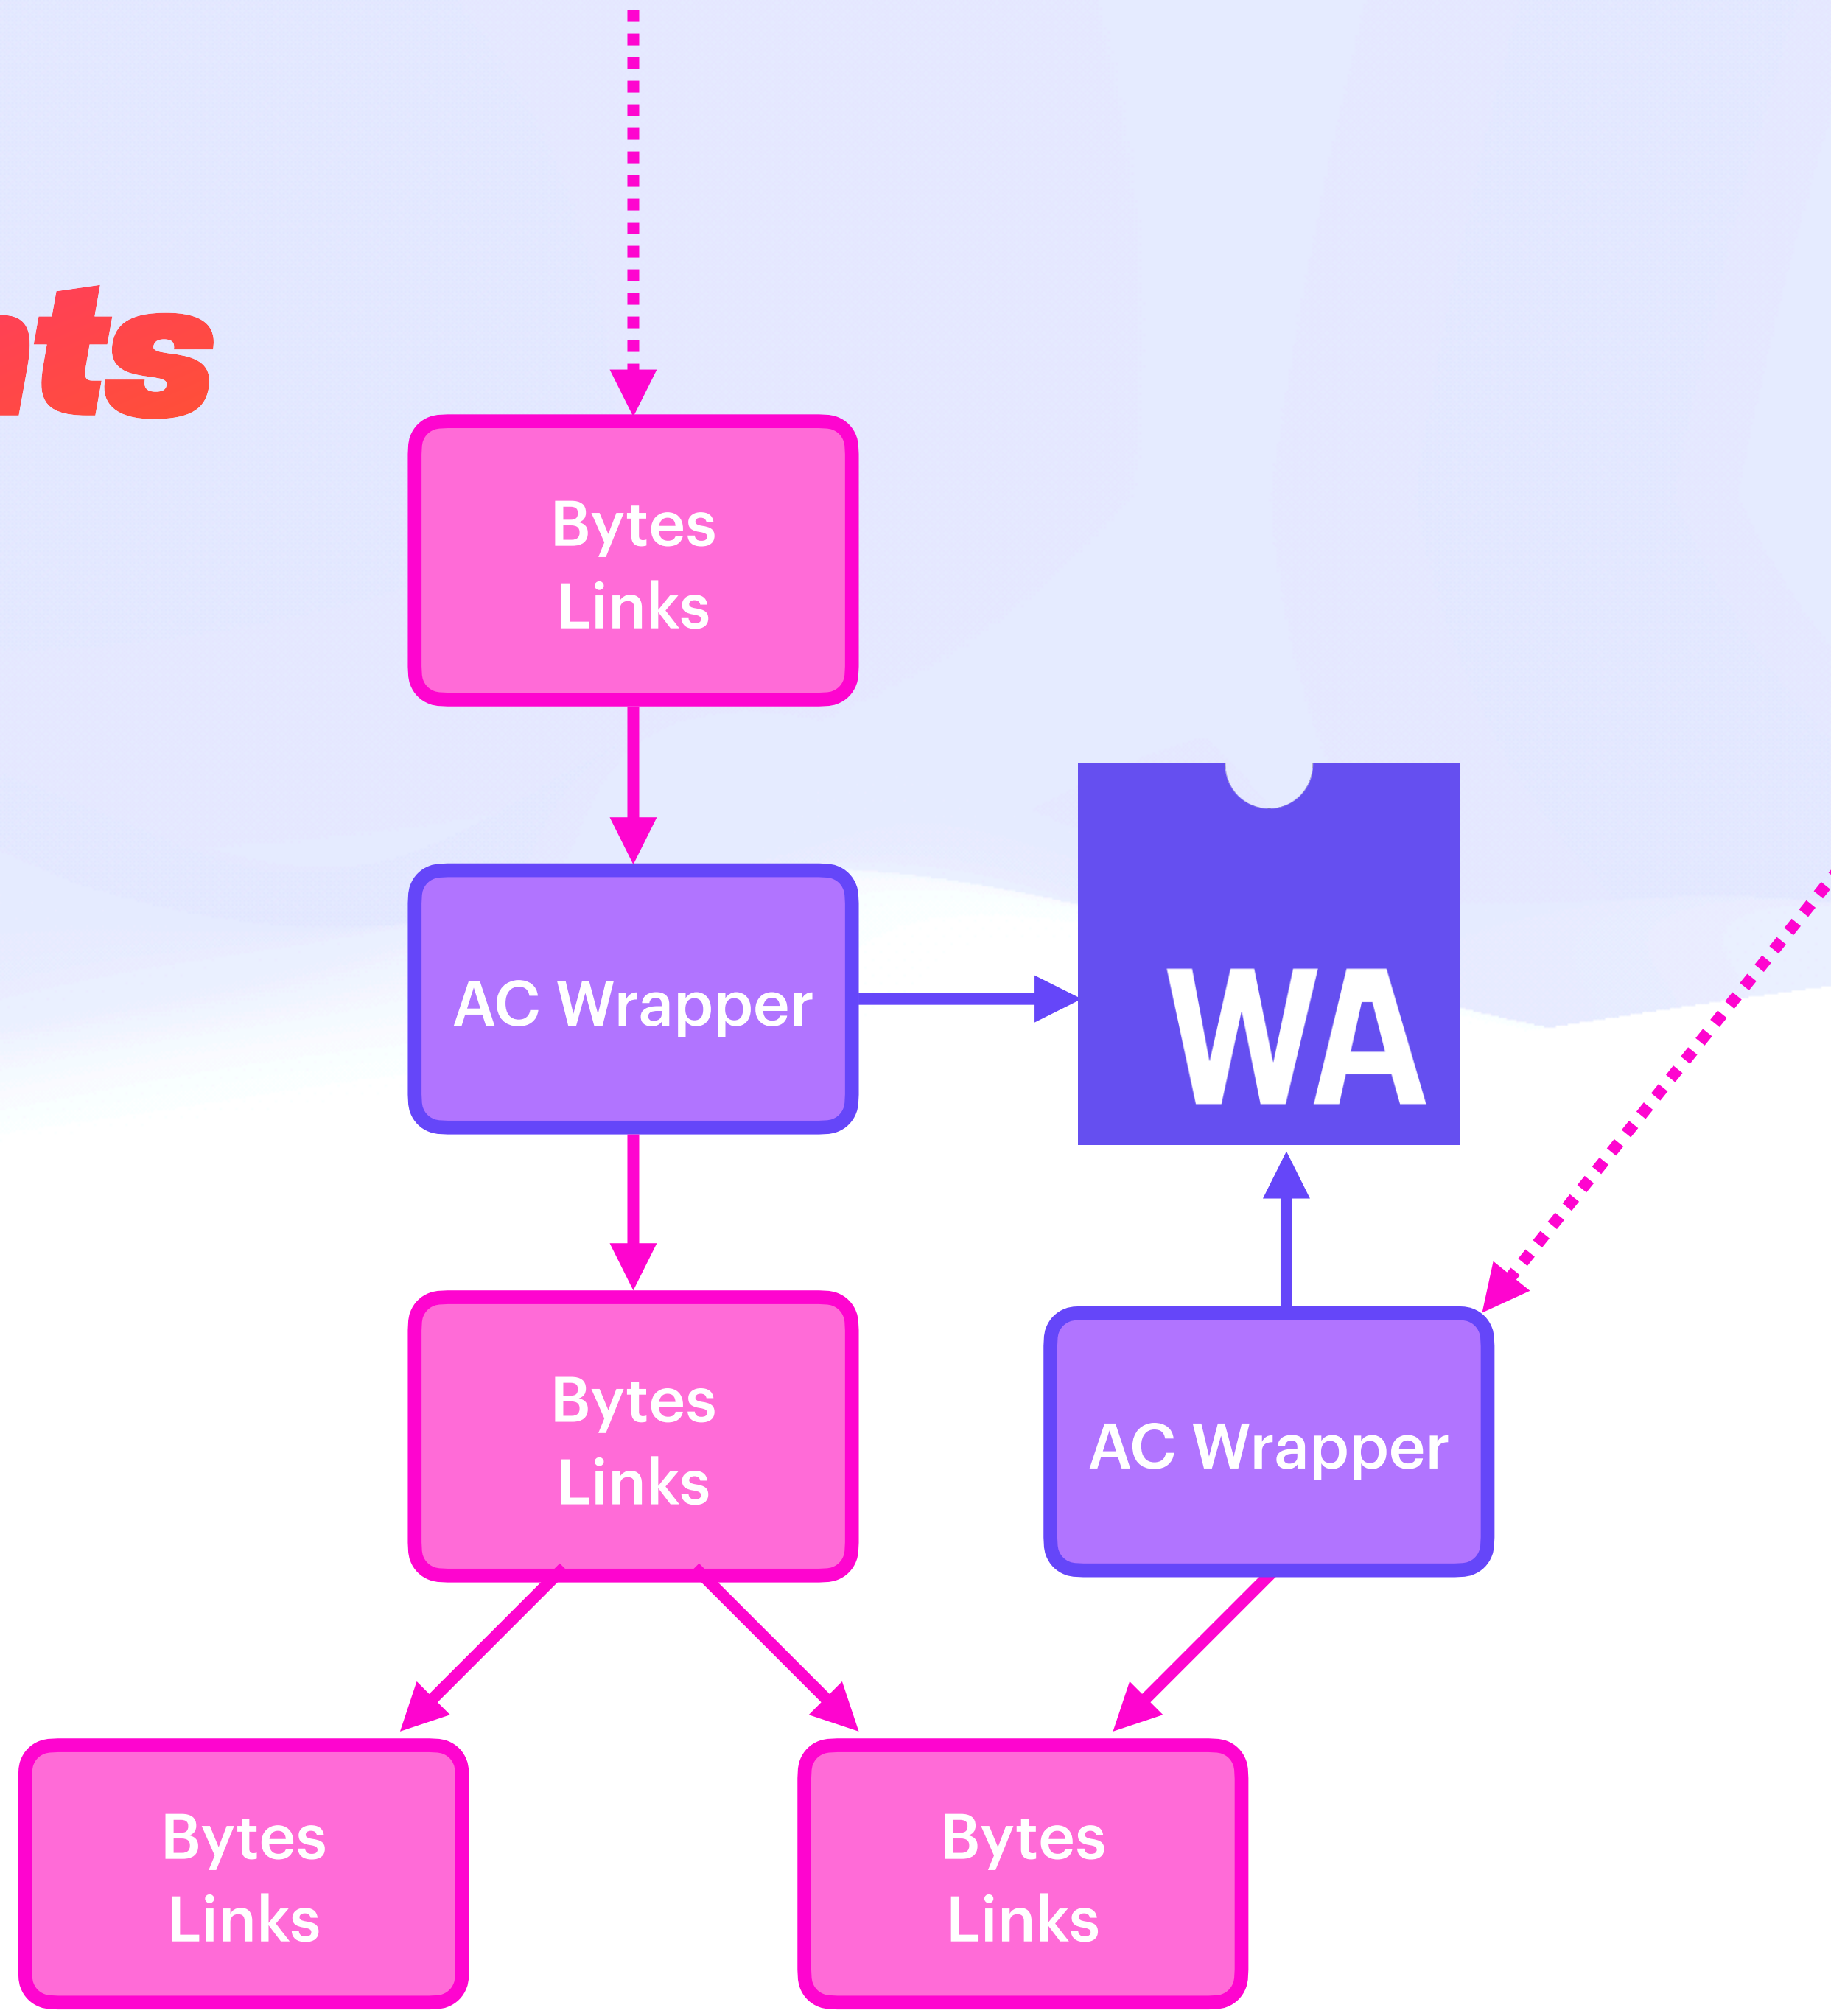 ts
Bytes
Links
AC Wrapper
WA
Bytes
Links
AC Wrapper
Bytes
Links
Bytes
Links